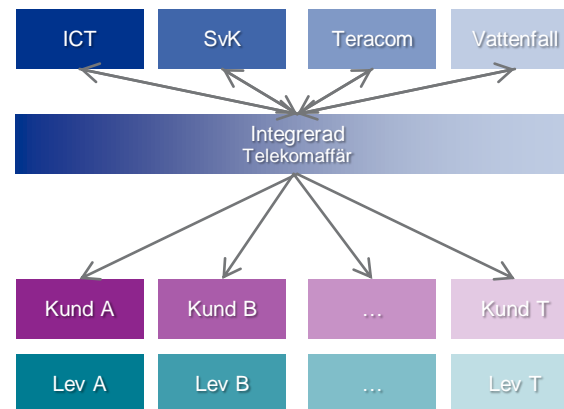 ICT
SvK
Teracom
Vattenfall
Integrerad
Telekomaffär
Kund A
Kund B
…
Kund T
Lev A
Lev B
…
Lev T